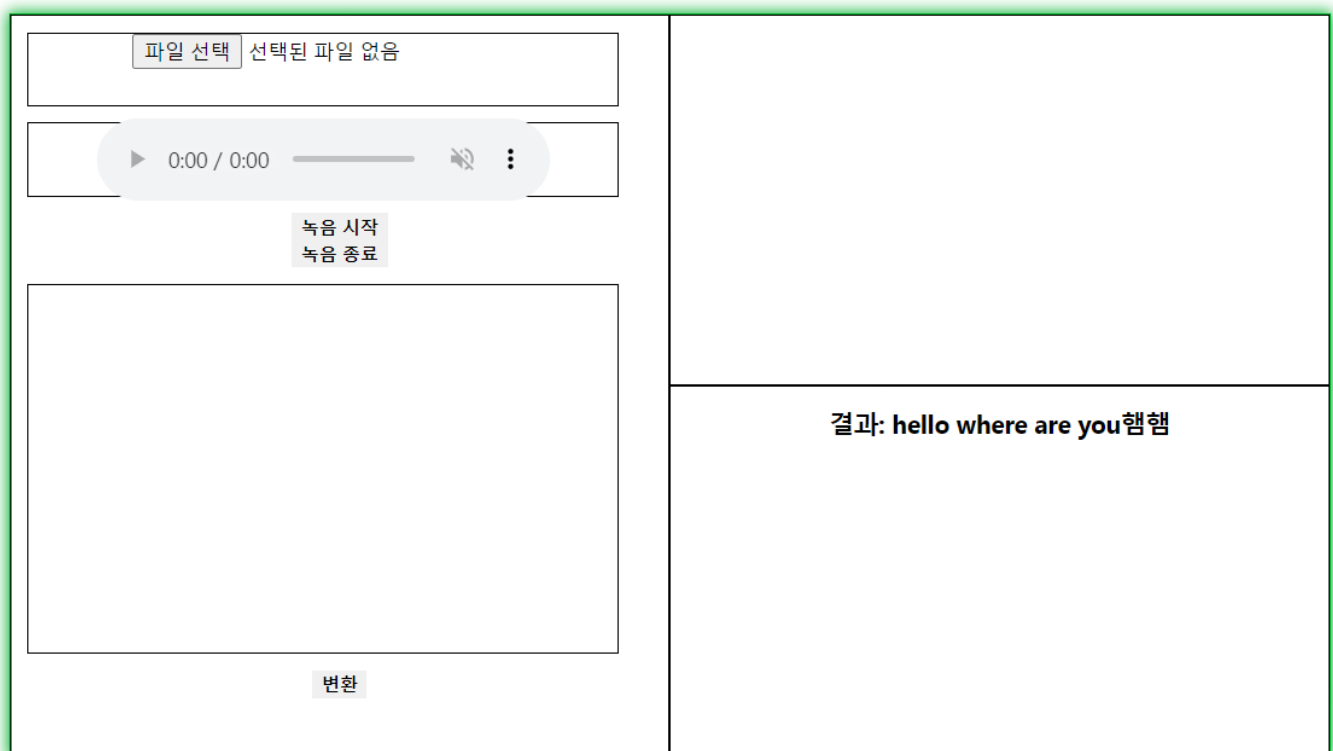 파일 선택 선택된 파일 없음
0:00 / 0:00
녹음 시작
녹음 종료
변환
결과: hello where are you햄햄